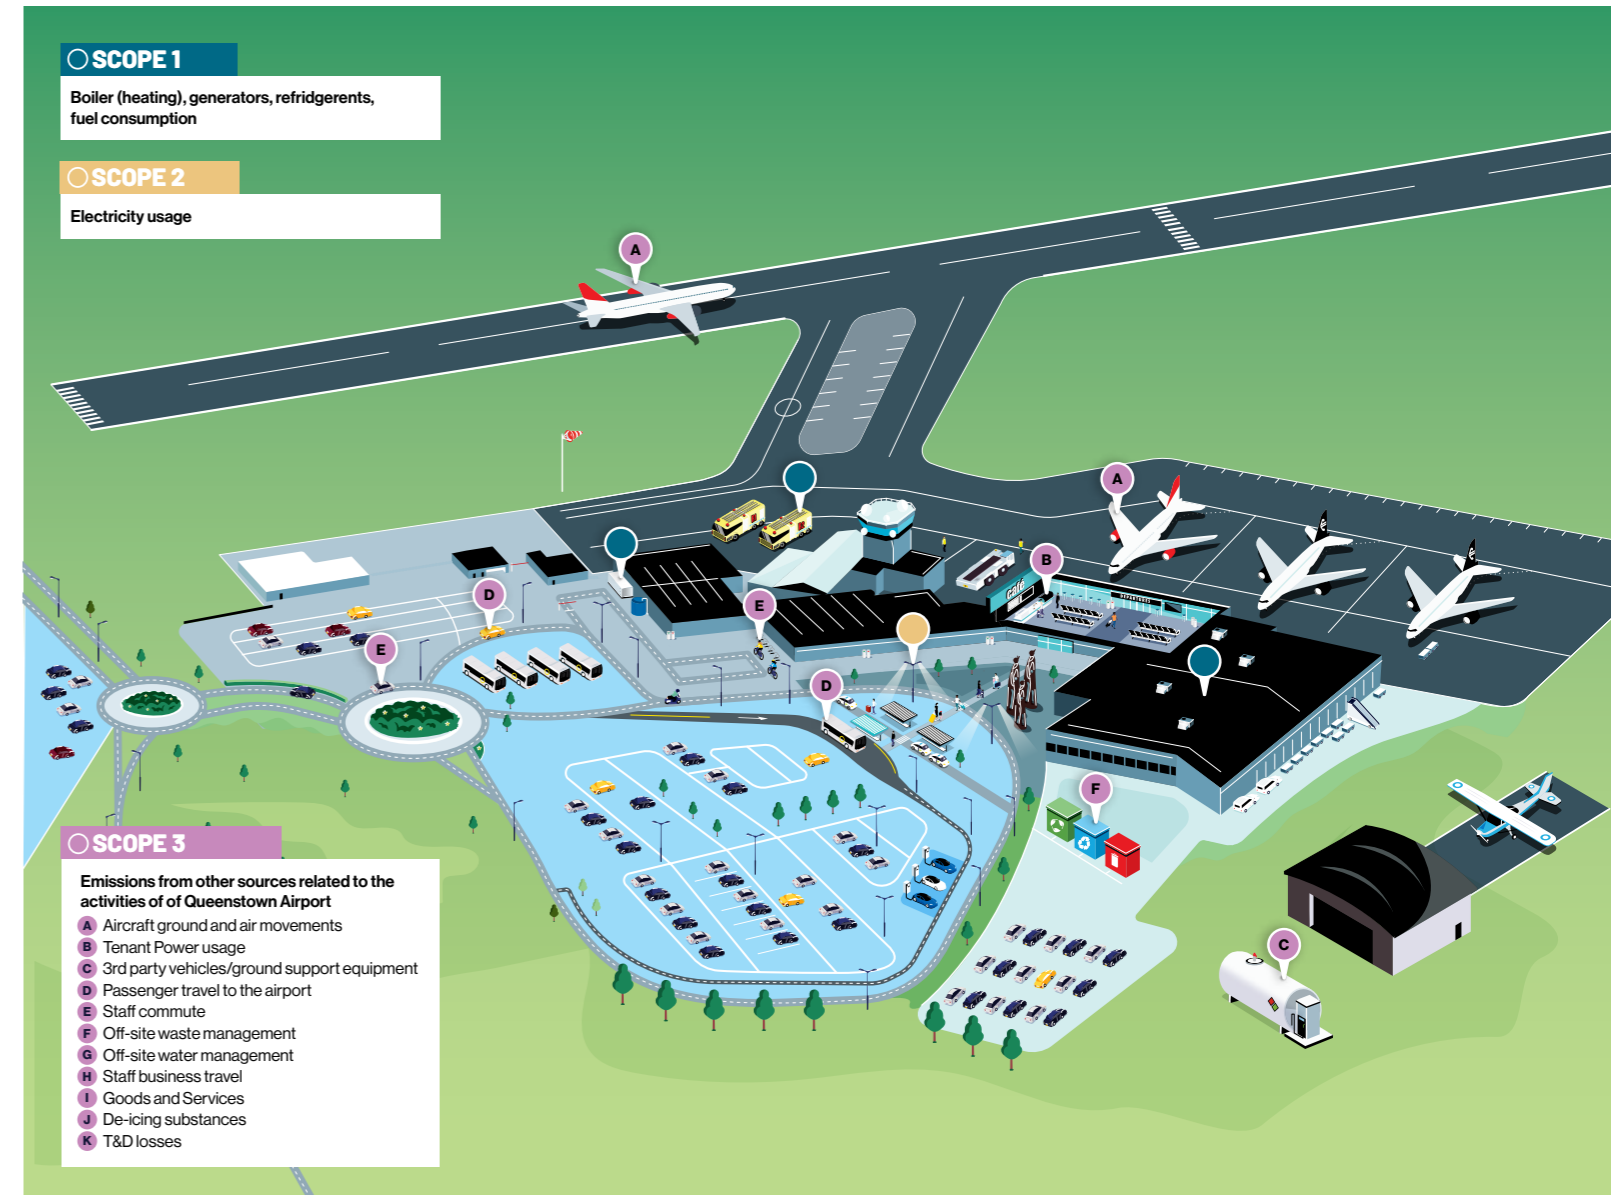 SCOPE 1
Boiler (heating), generators, refridgerents,
fuel consumption
SCOPE 2
Electricity usage
A
A
B
café
DEPARTURES
D
E
E
D
F
C
SCOPE 3
Emissions from other sources related to the
activities of of Queenstown Airport
A Aircraft ground and air movements
B Tenant Power usage
C 3rd party vehicles/ground support equipment
D Passenger travel to the airport
E Staff commute
F Off-site waste management
G Off-site water management
H Staff business travel
I Goods and Services
J De-icing substances
K T&D losses